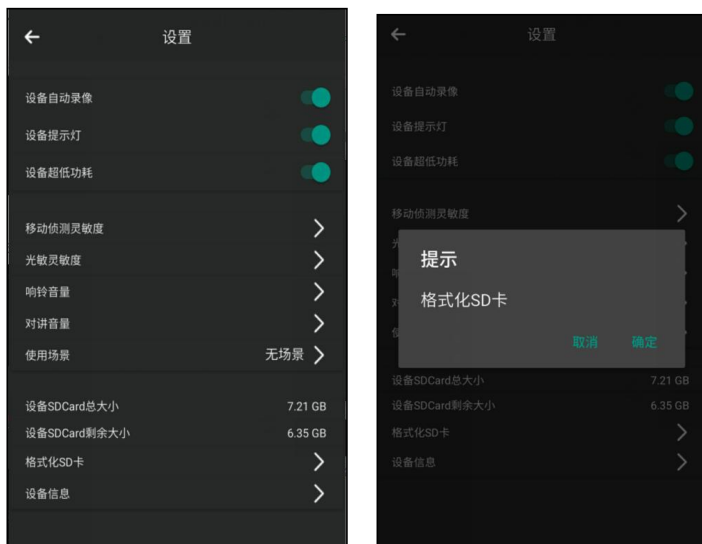 设置
设备自动录像
设备提示灯
设备超低功耗
移动侦测灵敏度
光敏灵敏度
响铃音量
对讲音量
使用场景 无场景
设备SDCard总大小 7.21 GB
设备SDCard剩余大小 6.35 GB
格式化SD卡
设备信息
设置
设备自动录像
设备提示灯
设备超低功耗
移动侦测灵敏度
提示
格式化SD卡
取消 确定
设备SDCard总大小 7.21 GB
设备SDCard剩余大小 6.35 GB
格式化SD卡
设备信息